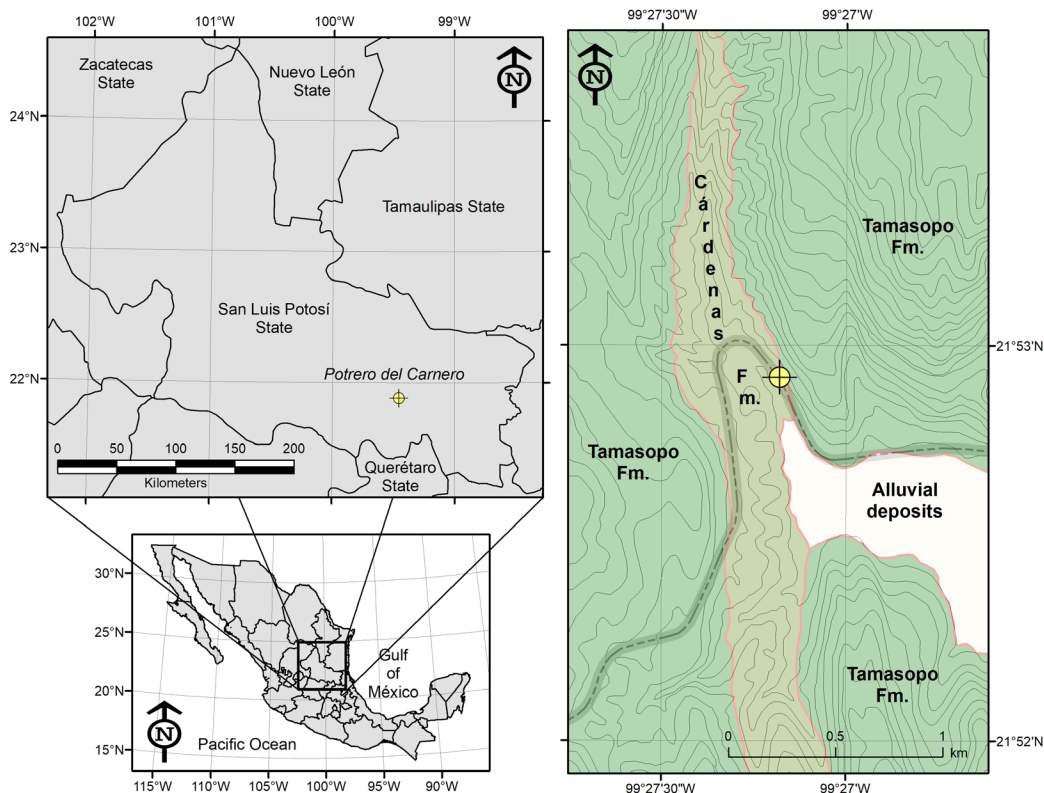 102°W 101°W 100°W 99°W
Zacatecas
State
Nuevo León
State
N
24°N
Tamaulipas State
23°N
San Luis Potosí
State
Potrero del Carnero
22°N
0 50 100 150 200
Kilometers
Querétaro
State
30°N
25°N
20°N
15°N
Gulf
of
México
N
Pacific Ocean
115°W 110°W 105°W 100°W 95°W 90°W
99°27'30"W 99°27'W
N
Cárdenas
F
m.
Tamasopo
Fm.
21°53'N
Tamasopo
Fm.
Alluvial
deposits
Tamasopo
Fm.
0 0.5 1
km
21°52'N
99°27'30"W 99°27'W